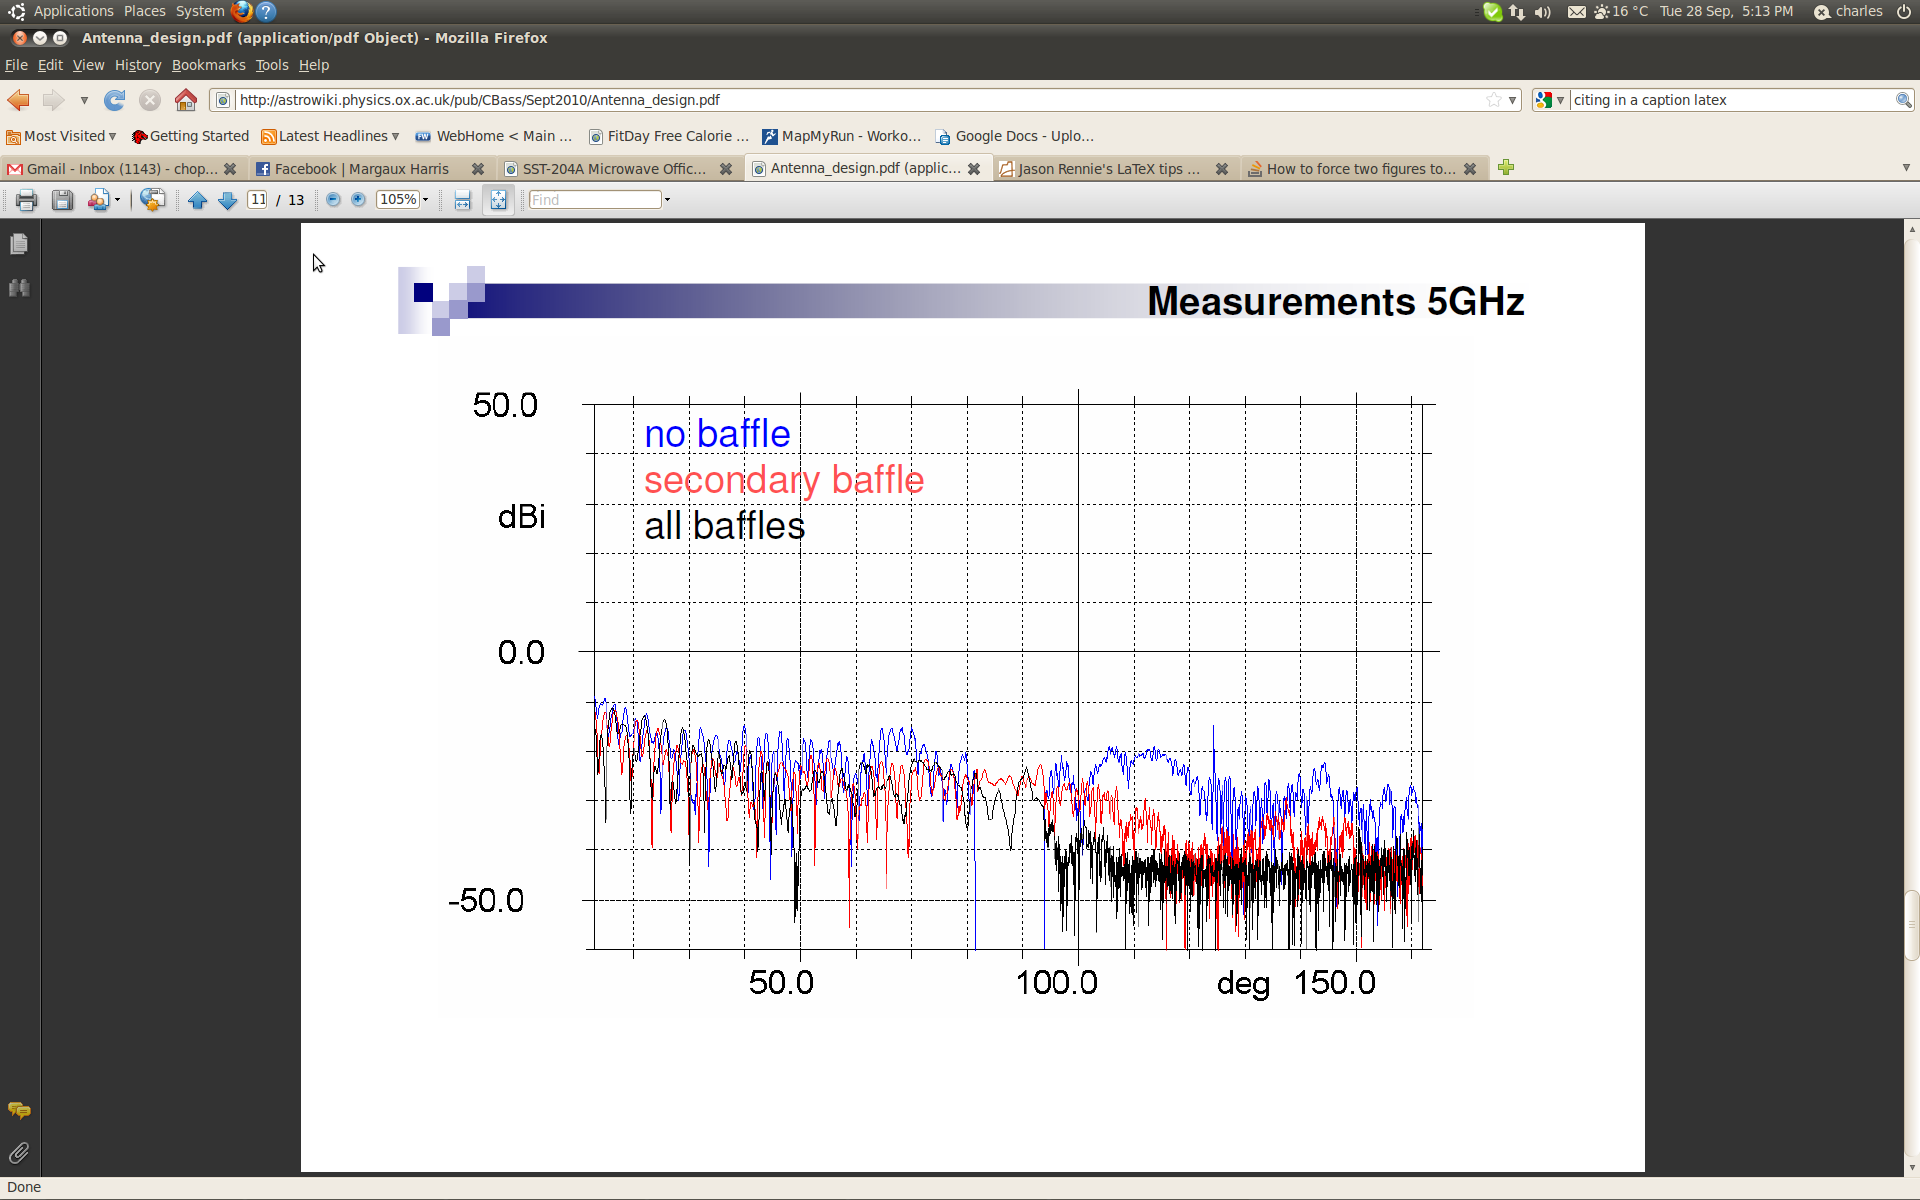 Applications Places System 16 °C Tue 28 Sep, 5:13 PM charles
Antenna_design.pdf (application/pdf Object) - Mozilla Firefox
File Edit View History Bookmarks Tools Help
http://astrowiki.physics.ox.ac.uk/pub/CBass/Sept2010/Antenna_design.pdf citing in a caption latex
Most Visited Getting Started Latest Headlines WebHome < Main ... FitDay Free Calorie ... MapMyRun - Worko... Google Docs - Uplo...
Gmail - Inbox (1143) - chop... Facebook | Margaux Harris SST-204A Microwave Offic... Antenna_design.pdf (applic... Jason Rennie's LaTeX tips ... How to force two figures to...
11 / 13 105% Find
Measurements 5GHz
50.0
no baffle
secondary baffle
dBi
all baffles
0.0
-50.0
50.0 100.0 deg 150.0
Done